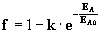 f = 1 − k · e^(−E_A / E_A0)